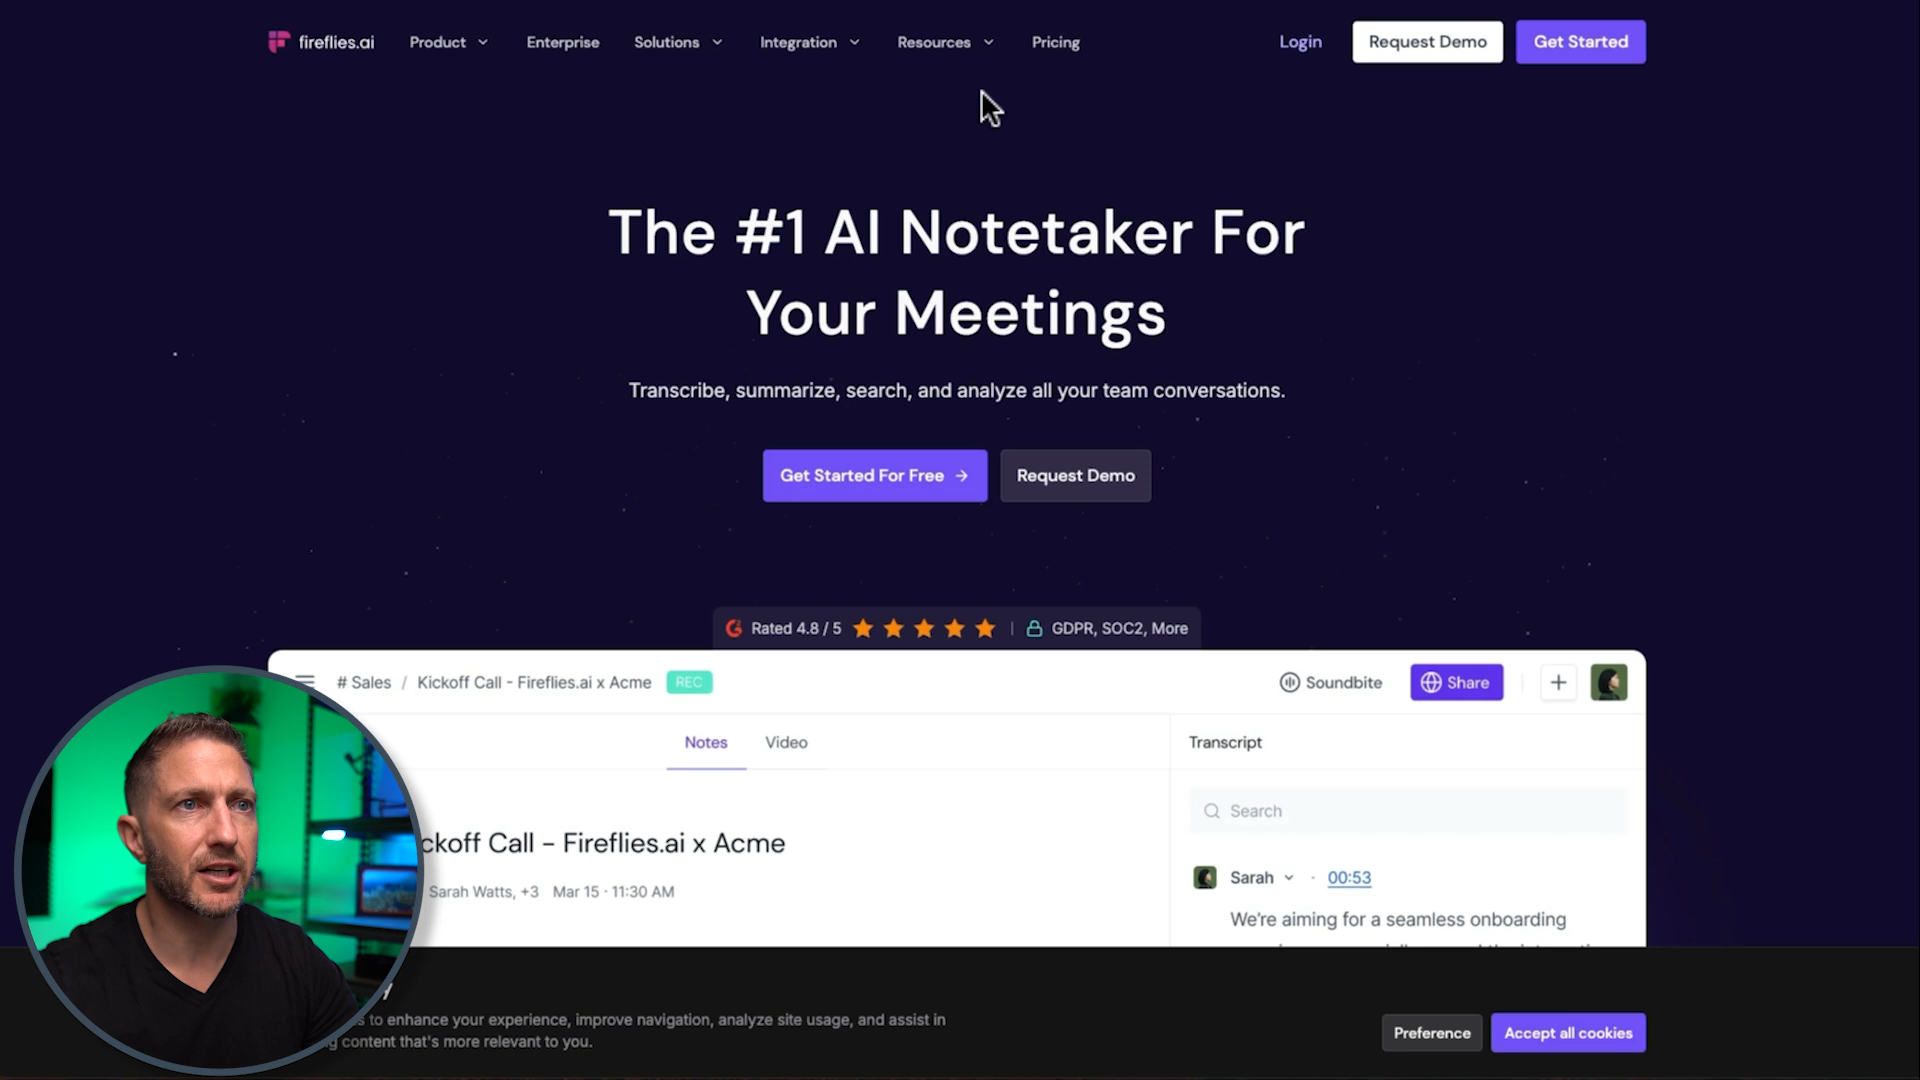 fireflies.ai Product Enterprise Solutions Integration Resources Pricing Login Request Demo Get Started
The #1 AI Notetaker For
Your Meetings
Transcribe, summarize, search, and analyze all your team conversations.
Get Started For Free → Request Demo
Rated 4.8 / 5 | GDPR, SOC2, More
# Sales / Kickoff Call - Fireflies.ai x Acme REC Soundbite Share
Notes Video Transcript
Search
ckoff Call – Fireflies.ai x Acme
Sarah Watts, +3 Mar 15 · 11:30 AM
Sarah · 00:53
We're aiming for a seamless onboarding
to enhance your experience, improve navigation, analyze site usage, and assist in
content that's more relevant to you.
Preference Accept all cookies